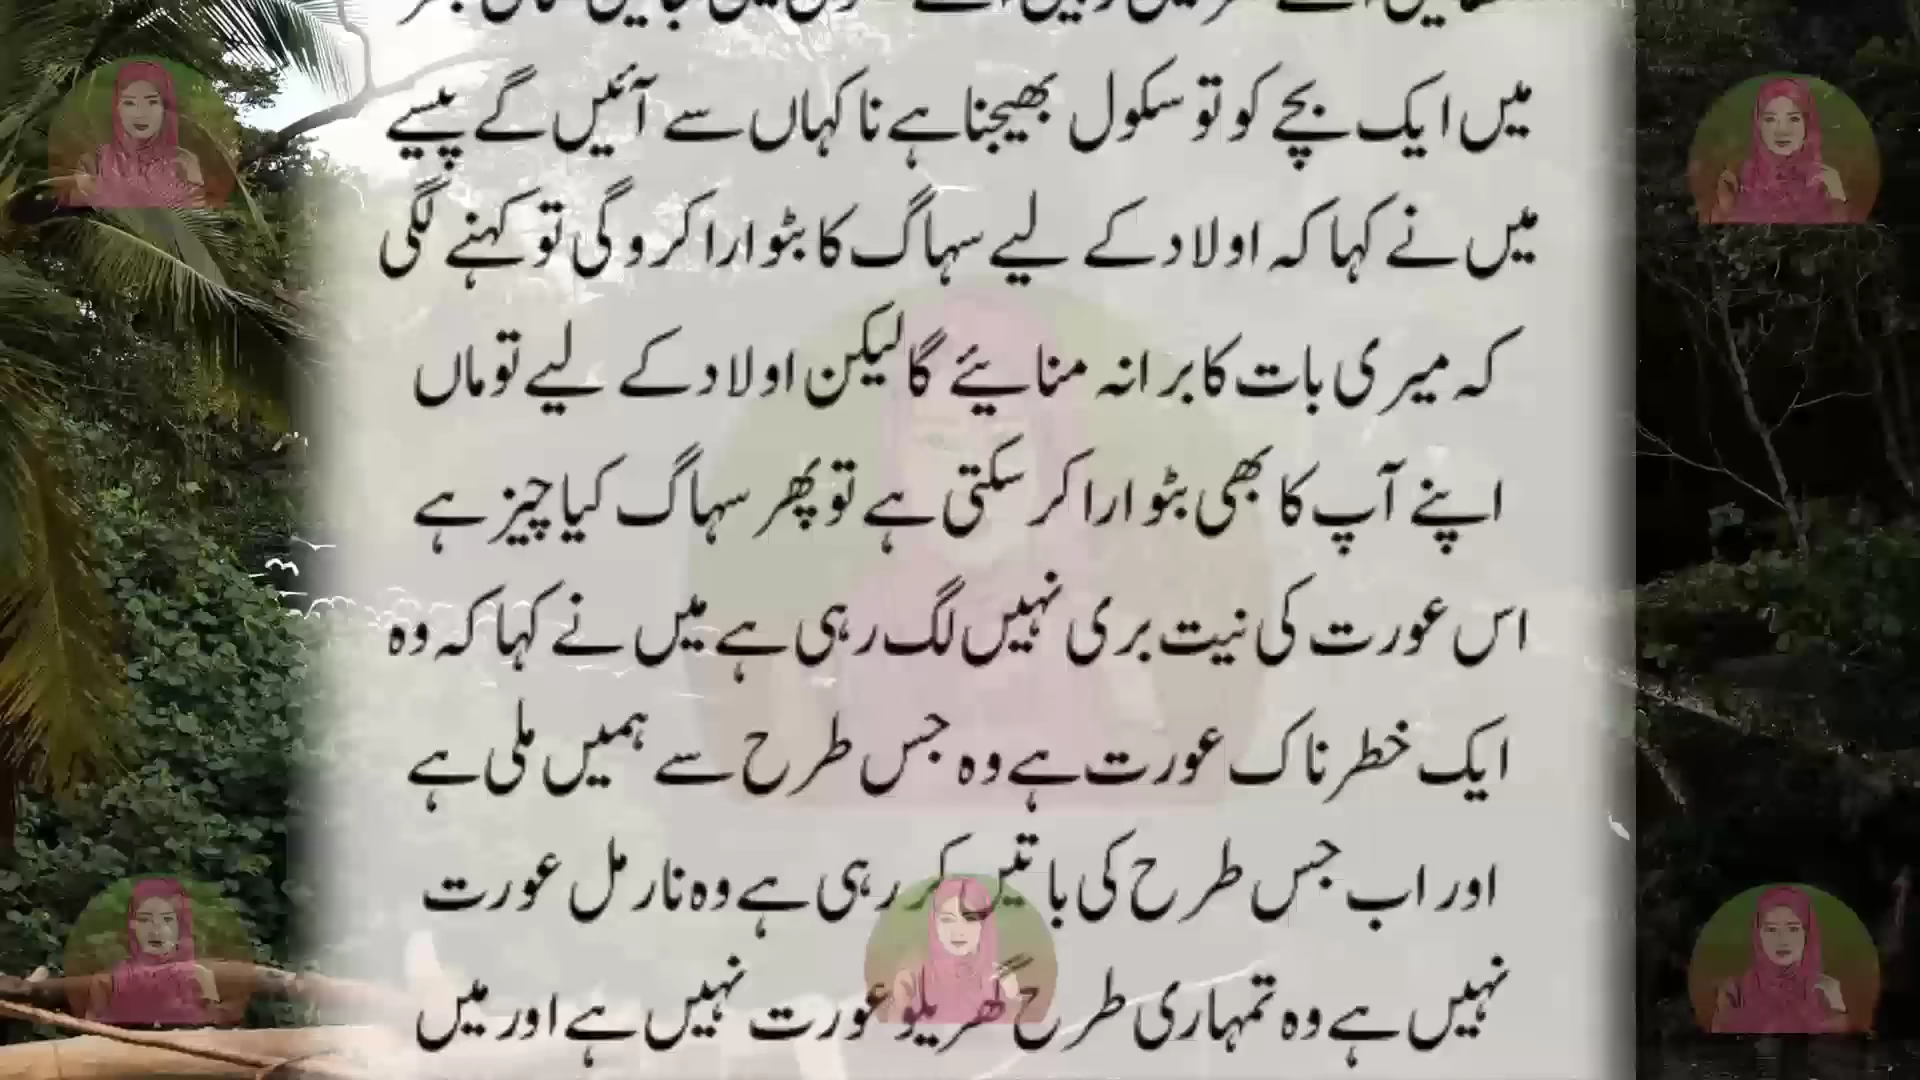 میں ایک بچے کو تو سکول بھیجنا ہے نا کہاں سے آئیں گے پیسے
میں نے کہا کہ اولاد کے لیے سہاگ کا بٹوارا کرو گی تو کہنے لگی
کہ میری بات کا برا نہ منایئے گا لیکن اولاد کے لیے تو ماں
اپنے آپ کا بھی بٹوارا کر سکتی ہے تو پھر سہاگ کیا چیز ہے
اس عورت کی نیت بری نہیں لگ رہی ہے میں نے کہا کہ وہ
ایک خطرناک عورت ہے وہ جس طرح سے ہمیں ملی ہے
اور اب جس طرح کی باتیں کر رہی ہے وہ نارمل عورت
نہیں ہے وہ تمہاری طرح گھریلو عورت نہیں ہے اور میں